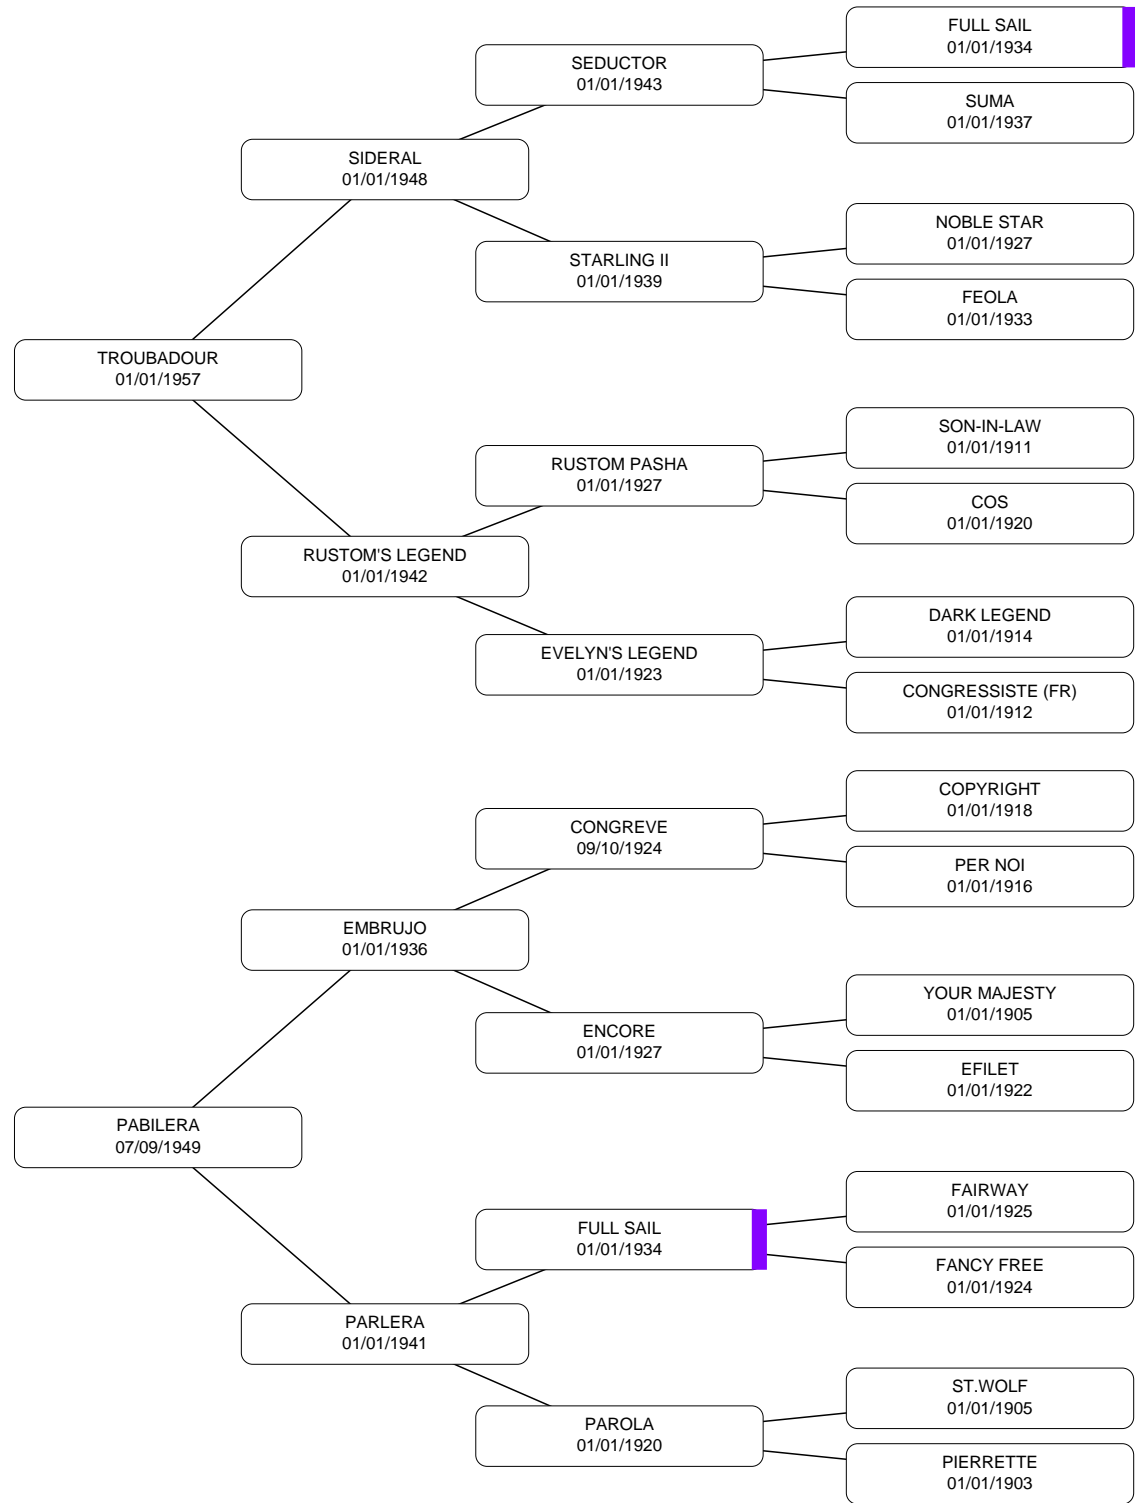 FULL SAIL
01/01/1934
SEDUCTOR
01/01/1943
SUMA
01/01/1937
SIDERAL
01/01/1948
NOBLE STAR
01/01/1927
STARLING II
01/01/1939
FEOLA
01/01/1933
TROUBADOUR
01/01/1957
SON-IN-LAW
01/01/1911
RUSTOM PASHA
01/01/1927
COS
01/01/1920
RUSTOM'S LEGEND
01/01/1942
DARK LEGEND
01/01/1914
EVELYN'S LEGEND
01/01/1923
CONGRESSISTE (FR)
01/01/1912
COPYRIGHT
01/01/1918
CONGREVE
09/10/1924
PER NOI
01/01/1916
EMBRUJO
01/01/1936
YOUR MAJESTY
01/01/1905
ENCORE
01/01/1927
EFILET
01/01/1922
PABILERA
07/09/1949
FAIRWAY
01/01/1925
FULL SAIL
01/01/1934
FANCY FREE
01/01/1924
PARLERA
01/01/1941
ST.WOLF
01/01/1905
PAROLA
01/01/1920
PIERRETTE
01/01/1903